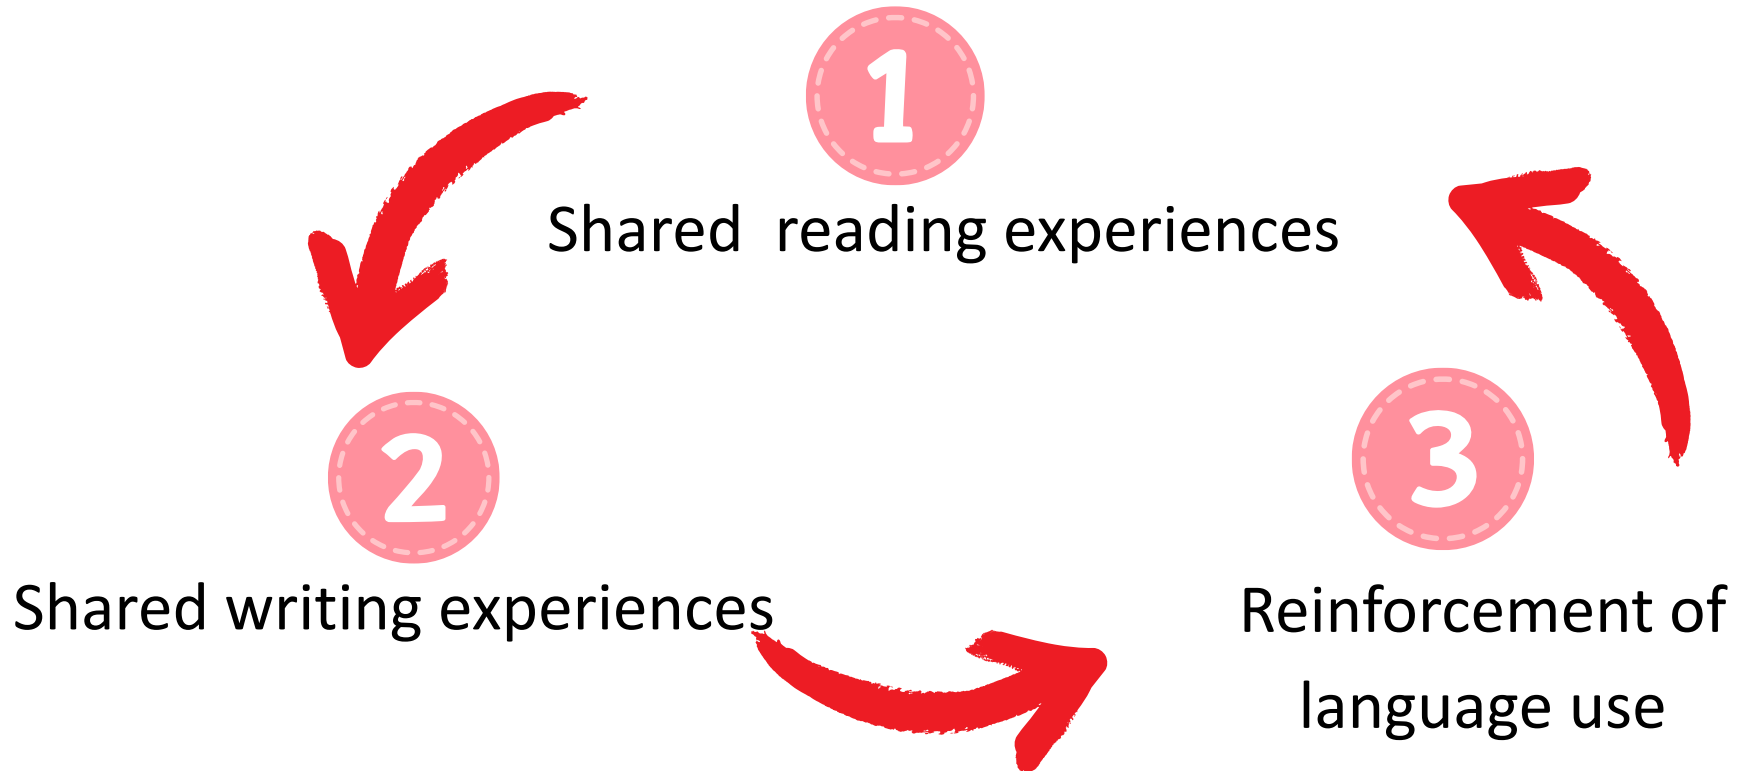 1
Shared reading experiences
2
Shared writing experiences
3
Reinforcement of
language use